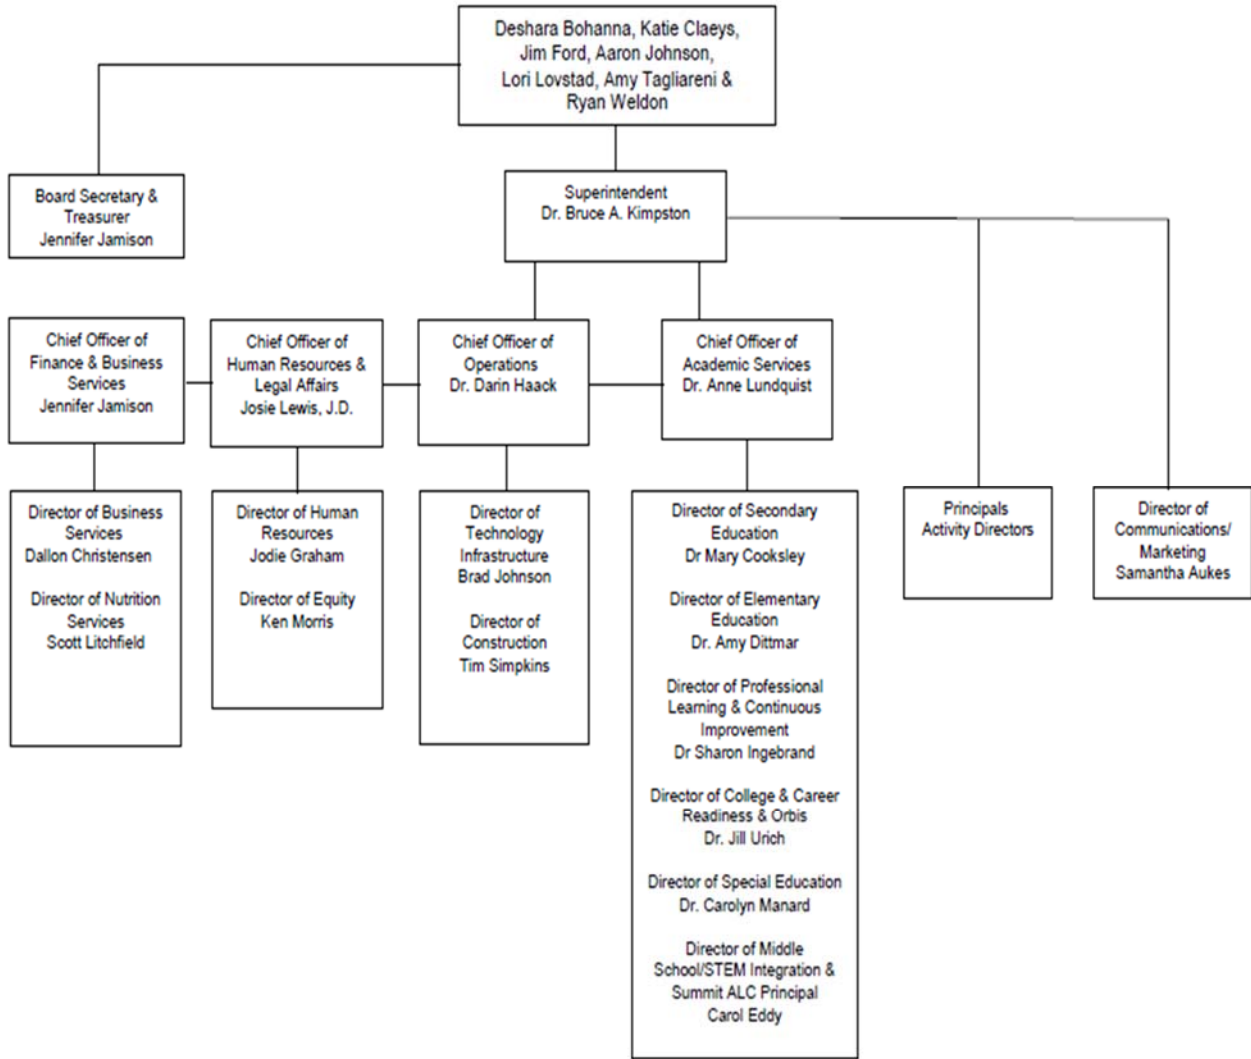 Deshara Bohanna, Katie Claeys,
Jim Ford, Aaron Johnson,
Lori Lovstad, Amy Tagliareni &
Ryan Weldon
Board Secretary &
Treasurer
Jennifer Jamison
Superintendent
Dr. Bruce A. Kimpston
Chief Officer of
Finance & Business
Services
Jennifer Jamison
Chief Officer of
Human Resources &
Legal Affairs
Josie Lewis, J.D.
Chief Officer of
Operations
Dr. Darin Haack
Chief Officer of
Academic Services
Dr. Anne Lundquist
Director of Business
Services
Dallon Christensen
Director of Nutrition
Services
Scott Litchfield
Director of Human
Resources
Jodie Graham
Director of Equity
Ken Morris
Director of
Technology
Infrastructure
Brad Johnson
Director of
Construction
Tim Simpkins
Director of Secondary
Education
Dr Mary Cooksley
Director of Elementary
Education
Dr. Amy Dittmar
Director of Professional
Learning & Continuous
Improvement
Dr Sharon Ingebrand
Director of College & Career
Readiness & Orbis
Dr. Jill Urich
Director of Special Education
Dr. Carolyn Manard
Director of Middle
School/STEM Integration &
Summit ALC Principal
Carol Eddy
Principals
Activity Directors
Director of
Communications/
Marketing
Samantha Aukes